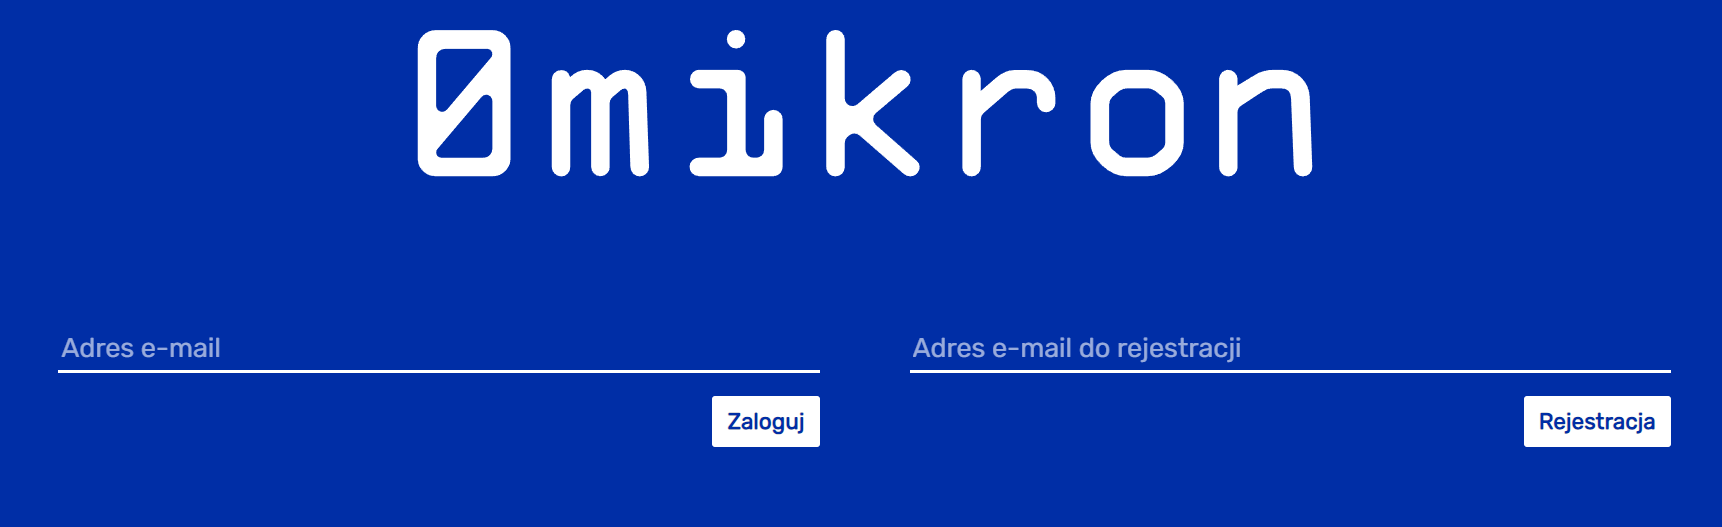 0mikron
Adres e-mail
Zaloguj
Adres e-mail do rejestracji
Rejestracja